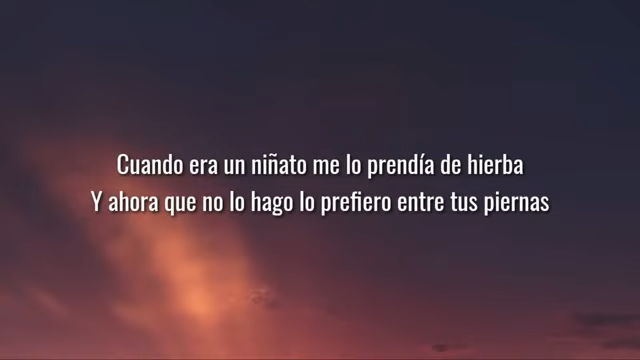 Cuando era un niñato me lo prendía de hierba
Y ahora que no lo hago lo prefiero entre tus piernas